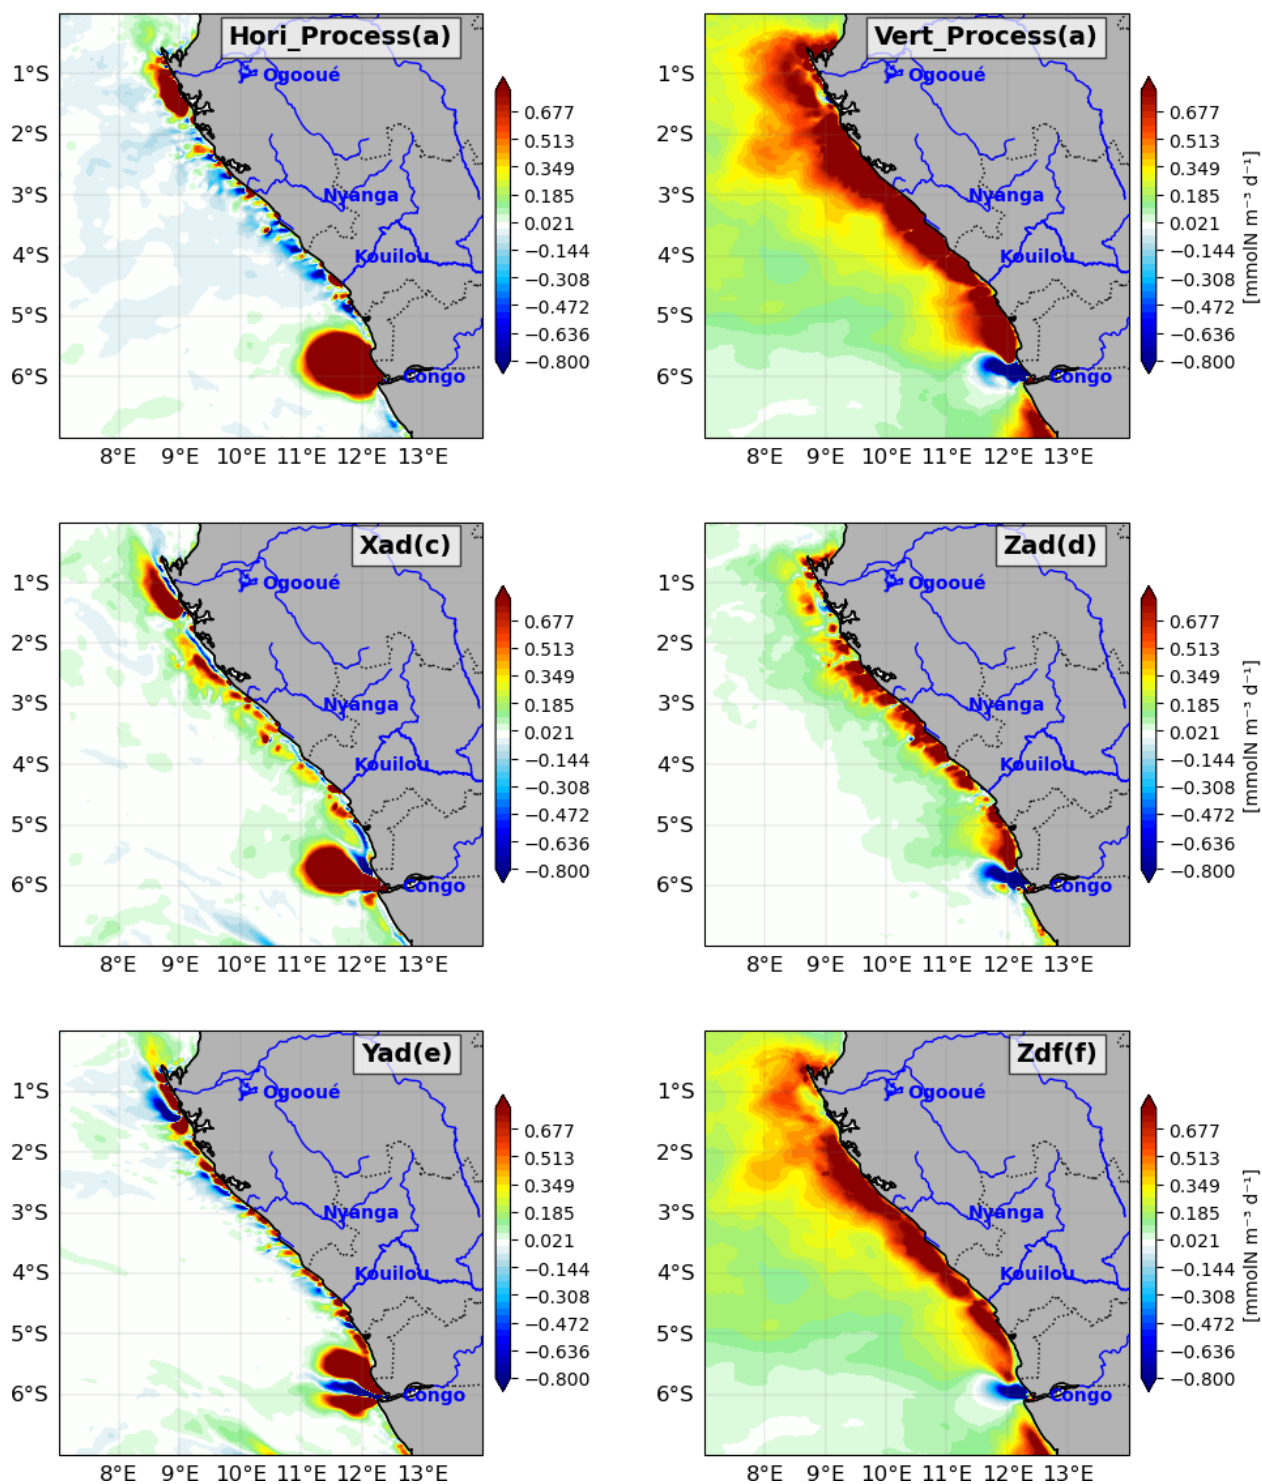 Hori_Process(a)
1°S
2°S
3°S
4°S
5°S
6°S
Ogooué
Nyanga
Kouilou
Congo
8°E 9°E 10°E 11°E 12°E 13°E
0.677
0.513
0.349
0.185
0.021
−0.144
−0.308
−0.472
−0.636
−0.800
Vert_Process(a)
1°S
2°S
3°S
4°S
5°S
6°S
Ogooué
Nyanga
Kouilou
Congo
8°E 9°E 10°E 11°E 12°E 13°E
0.677
0.513
0.349
0.185
0.021
−0.144
−0.308
−0.472
−0.636
−0.800
[mmolN m⁻³ d⁻¹]
Xad(c)
1°S
2°S
3°S
4°S
5°S
6°S
Ogooué
Nyanga
Kouilou
Congo
8°E 9°E 10°E 11°E 12°E 13°E
0.677
0.513
0.349
0.185
0.021
−0.144
−0.308
−0.472
−0.636
−0.800
Zad(d)
1°S
2°S
3°S
4°S
5°S
6°S
Ogooué
Nyanga
Kouilou
Congo
8°E 9°E 10°E 11°E 12°E 13°E
0.677
0.513
0.349
0.185
0.021
−0.144
−0.308
−0.472
−0.636
−0.800
[mmolN m⁻³ d⁻¹]
Yad(e)
1°S
2°S
3°S
4°S
5°S
6°S
Ogooué
Nyanga
Kouilou
Congo
8°E 9°E 10°E 11°E 12°E 13°E
0.677
0.513
0.349
0.185
0.021
−0.144
−0.308
−0.472
−0.636
−0.800
Zdf(f)
1°S
2°S
3°S
4°S
5°S
6°S
Ogooué
Nyanga
Kouilou
Congo
8°E 9°E 10°E 11°E 12°E 13°E
0.677
0.513
0.349
0.185
0.021
−0.144
−0.308
−0.472
−0.636
−0.800
[mmolN m⁻³ d⁻¹]